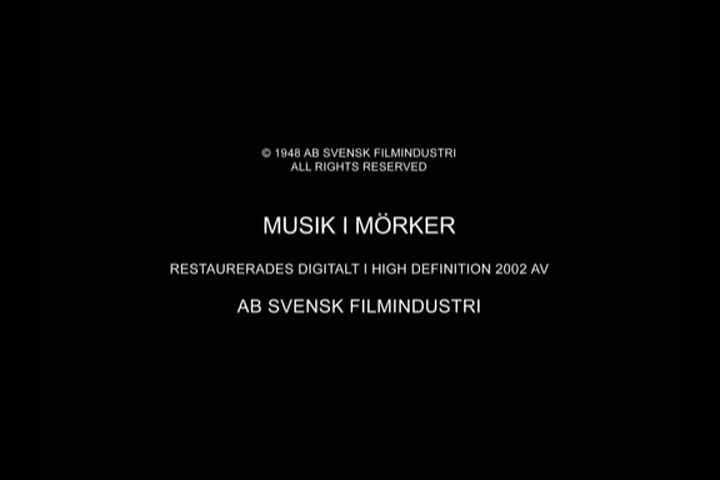 © 1948 AB SVENSK FILMINDUSTRI
ALL RIGHTS RESERVED
MUSIK I MÖRKER
RESTAURERADES DIGITALT I HIGH DEFINITION 2002 AV
AB SVENSK FILMINDUSTRI